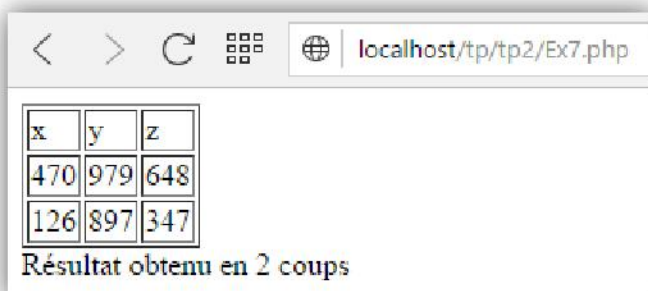 localhost/tp/tp2/Ex7.php
x y z
470 979 648
126 897 347
Résultat obtenu en 2 coups